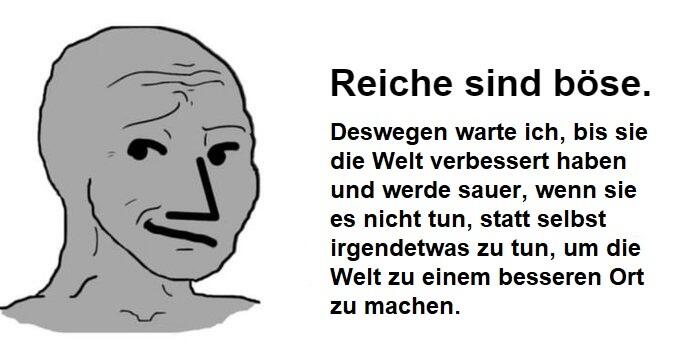 Reiche sind böse.
Deswegen warte ich, bis sie
die Welt verbessert haben
und werde sauer, wenn sie
es nicht tun, statt selbst
irgendetwas zu tun, um die
Welt zu einem besseren Ort
zu machen.